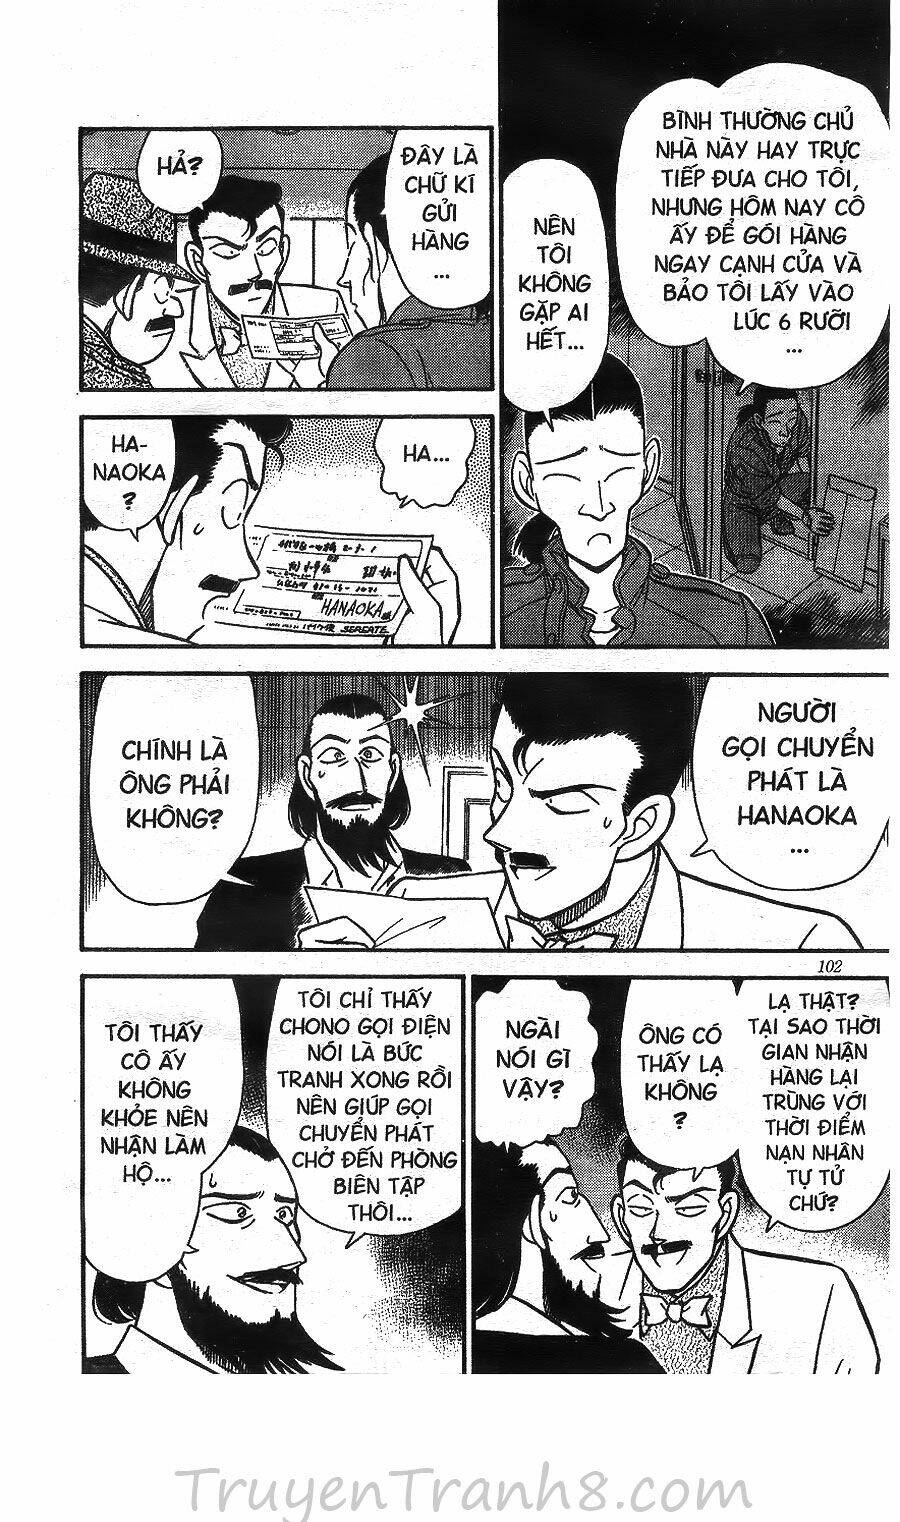 BÌNH THƯỜNG CHỦ
NHÀ NÀY HAY TRỰC
TIẾP ĐƯA CHO TÔI,
NHƯNG HÔM NAY CÔ
ẤY ĐỂ GÓI HÀNG
NGAY CẠNH CỬA VÀ
BẢO TÔI LẤY VÀO
LÚC 6 RƯỠI
...
NÊN
TÔI
KHÔNG
GẶP AI
HẾT...
ĐÂY LÀ
CHỮ KÍ
GỬI
HÀNG
...
HẢ?
HA...
HA-
NAOKA
?
HANAOKA
NGƯỜI
GỌI CHUYỂN
PHÁT LÀ
HANAOKA
...
CHÍNH LÀ
ÔNG PHẢI
KHÔNG?
102
LẠ THẬT?
TẠI SAO THỜI
GIAN NHẬN
HÀNG LẠI
TRÙNG VỚI
THỜI ĐIỂM
NẠN NHÂN
TỰ TỬ
CHỨ?
ÔNG CÓ
THẤY LẠ
KHÔNG
?
NGÀI
NÓI GÌ
VẬY?
TÔI CHỈ THẤY
CHONO GỌI ĐIỆN
NÓI LÀ BỨC
TRANH XONG RỒI
NÊN GIÚP GỌI
CHUYỂN PHÁT
CHỞ ĐẾN PHÒNG
BIÊN TẬP
THÔI...
TÔI THẤY
CÔ ẤY
KHÔNG
KHỎE NÊN
NHẬN LÀM
HỘ...
TruyenTranh8.com